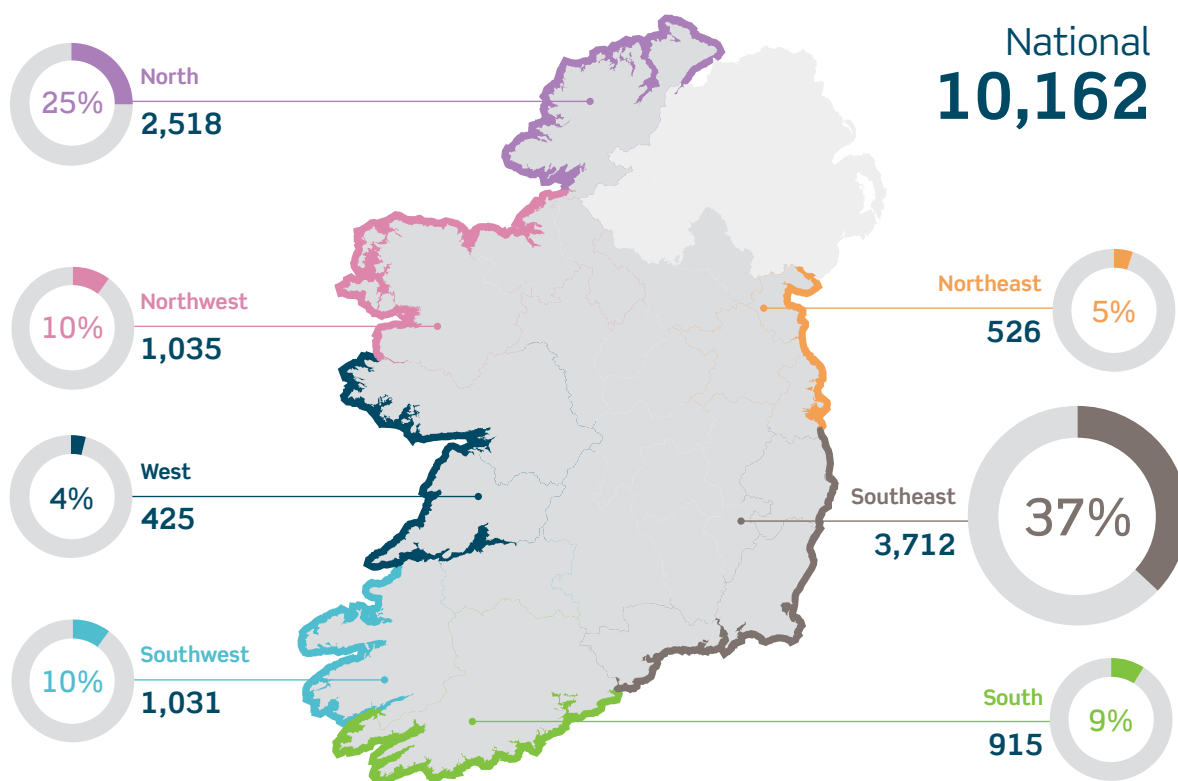 National
10,162
North
25%
2,518
Northwest
10%
1,035
West
4%
425
Southwest
10%
1,031
Northeast
5%
526
Southeast
37%
3,712
South
9%
915